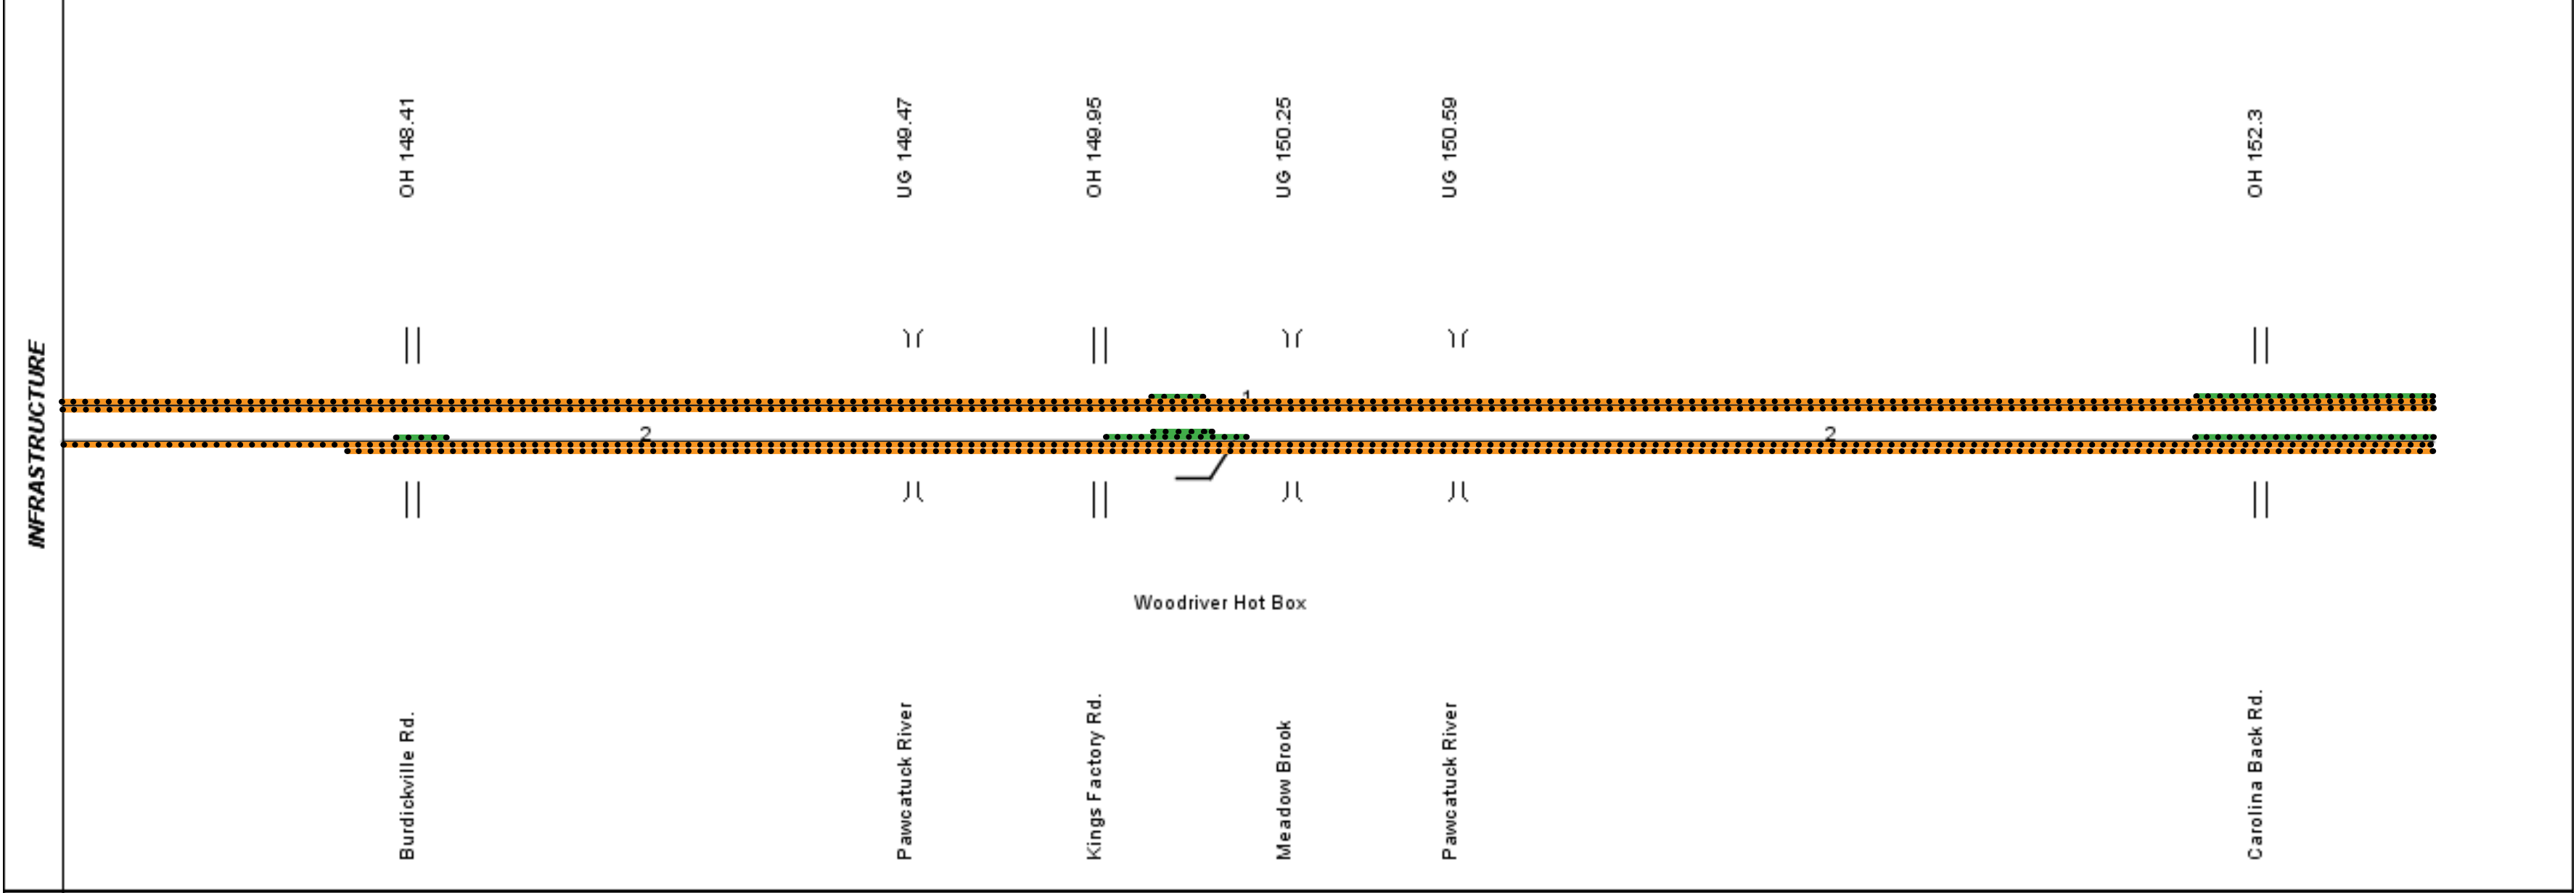 INFRASTRUCTURE
OH 148.41
UG 149.47
OH 149.95
UG 150.25
UG 150.59
OH 152.3
1
2
2
Woodriver Hot Box
Burdickville Rd.
Pawcatuck River
Kings Factory Rd.
Meadow Brook
Pawcatuck River
Carolina Back Rd.